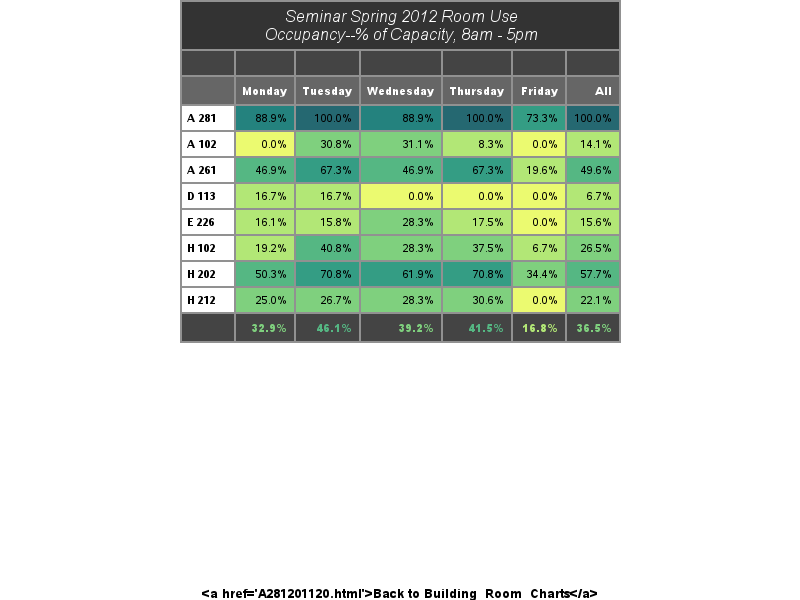 Seminar Spring 2012 Room Use
Occupancy--% of Capacity, 8am - 5pm
Monday Tuesday Wednesday Thursday Friday All
A 281 88.9% 100.0% 88.9% 100.0% 73.3% 100.0%
A 102 0.0% 30.8% 31.1% 8.3% 0.0% 14.1%
A 261 46.9% 67.3% 46.9% 67.3% 19.6% 49.6%
D 113 16.7% 16.7% 0.0% 0.0% 0.0% 6.7%
E 226 16.1% 15.8% 28.3% 17.5% 0.0% 15.6%
H 102 19.2% 40.8% 28.3% 37.5% 6.7% 26.5%
H 202 50.3% 70.8% 61.9% 70.8% 34.4% 57.7%
H 212 25.0% 26.7% 28.3% 30.6% 0.0% 22.1%
32.9% 46.1% 39.2% 41.5% 16.8% 36.5%
<a href='A281201120.html'>Back to Building_Room_Charts</a>